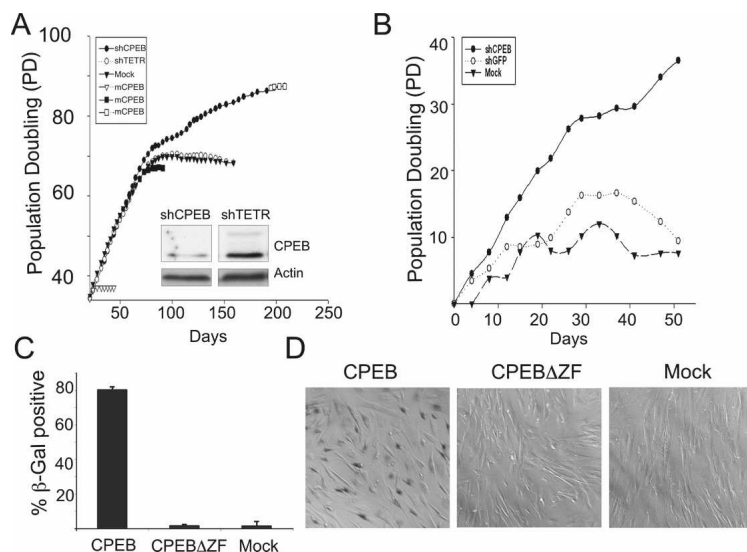 A
Population Doubling (PD)
100
80
60
40
shCPEB
shTETR
Mock
mCPEB
mCPEB
mCPEB
shCPEB shTETR
CPEB
Actin
50 100 150 200 250
Days
B
Population Doubling (PD)
40
30
20
10
shCPEB
shGFP
Mock
0 10 20 30 40 50
Days
C
% β-Gal positive
80
60
40
20
CPEB CPEBΔZF Mock
D
CPEB CPEBΔZF Mock